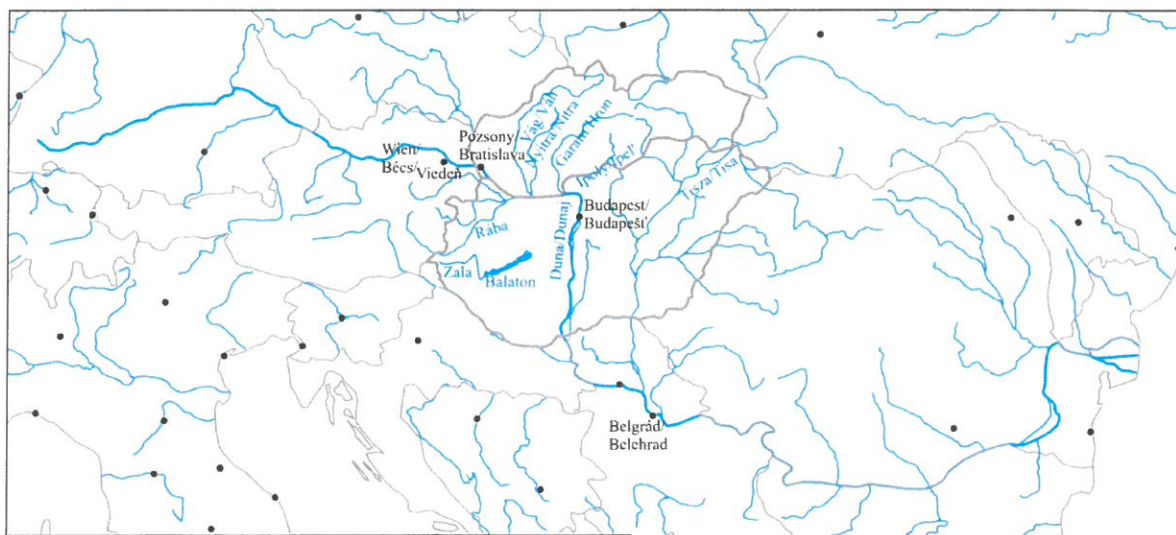 Wien/
Bécs/Viedeň
Pozsony/
Bratislava
Vág/Váh
Nyitra/Nitra
Garam/Hron
Ipoly/Ipeľ
Tisza/Tisa
Budapest/
Budapešť
Duna/Dunaj
Rába
Zala
Balaton
Belgrád/
Belehrad